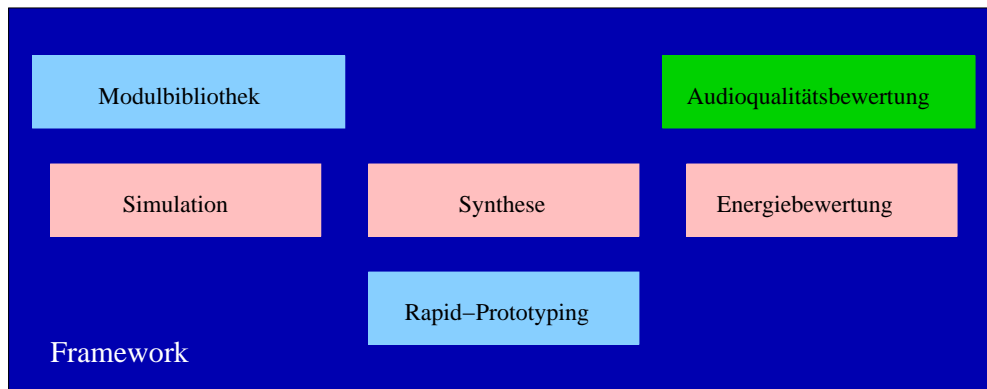 Modulbibliothek
Audioqualitätsbewertung
Simulation
Synthese
Energiebewertung
Rapid−Prototyping
Framework